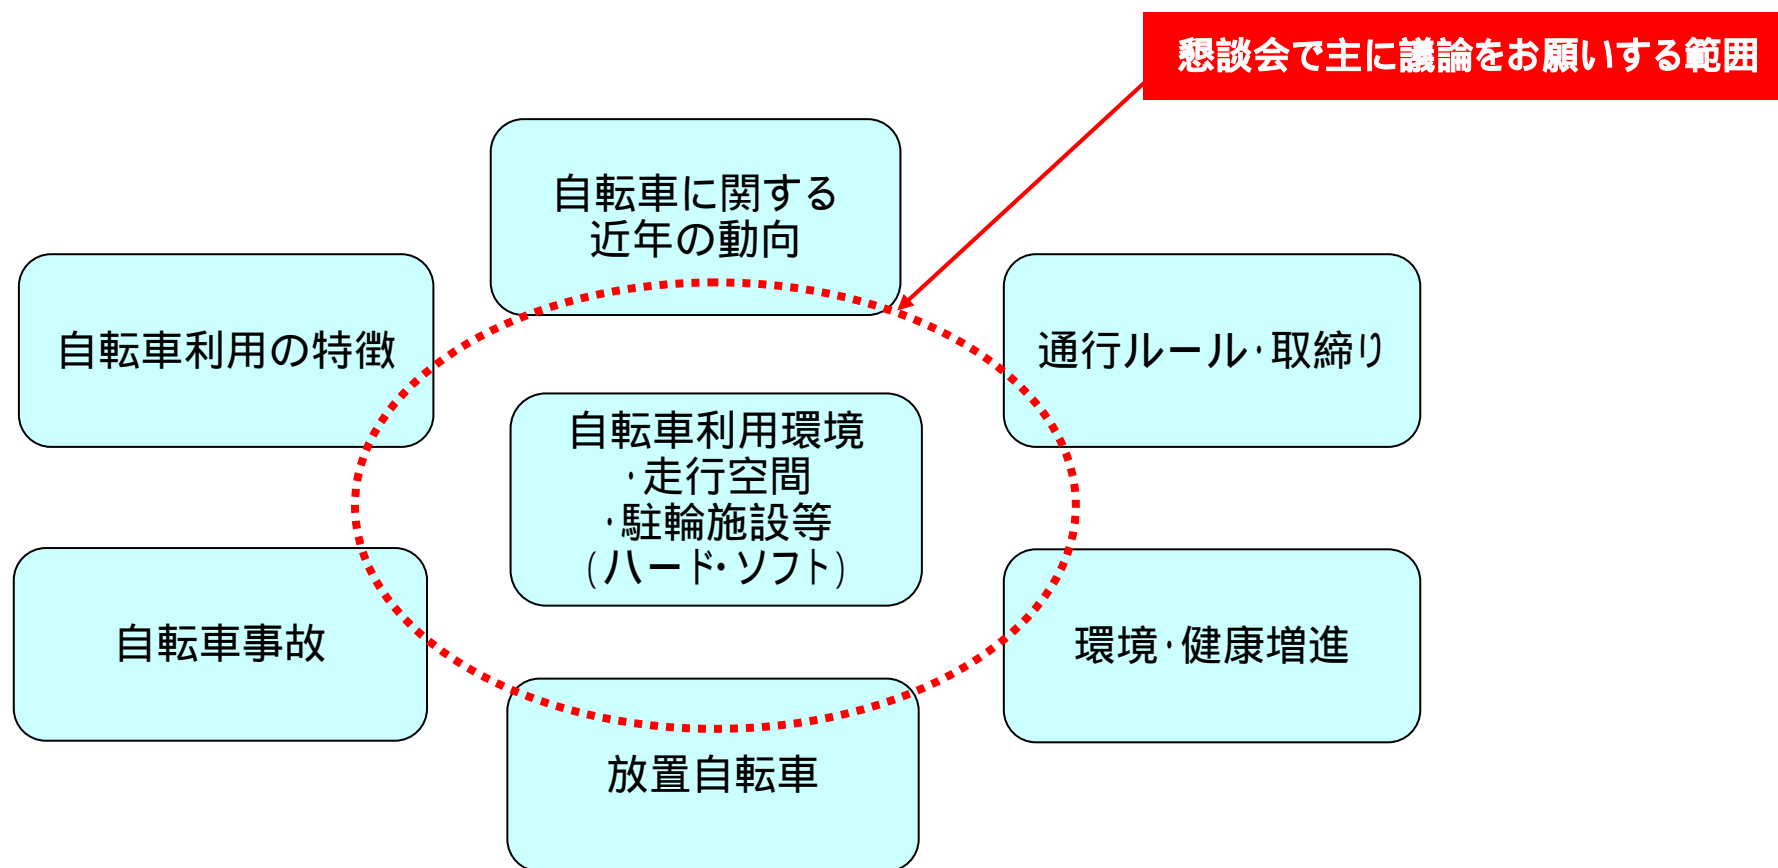 懇談会で主に議論をお願いする範囲
自転車に関する
近年の動向
自転車利用の特徴
通行ルール・取締り
自転車利用環境
・走行空間
・駐輪施設等
(ハード・ソフト)
自転車事故
環境・健康増進
放置自転車